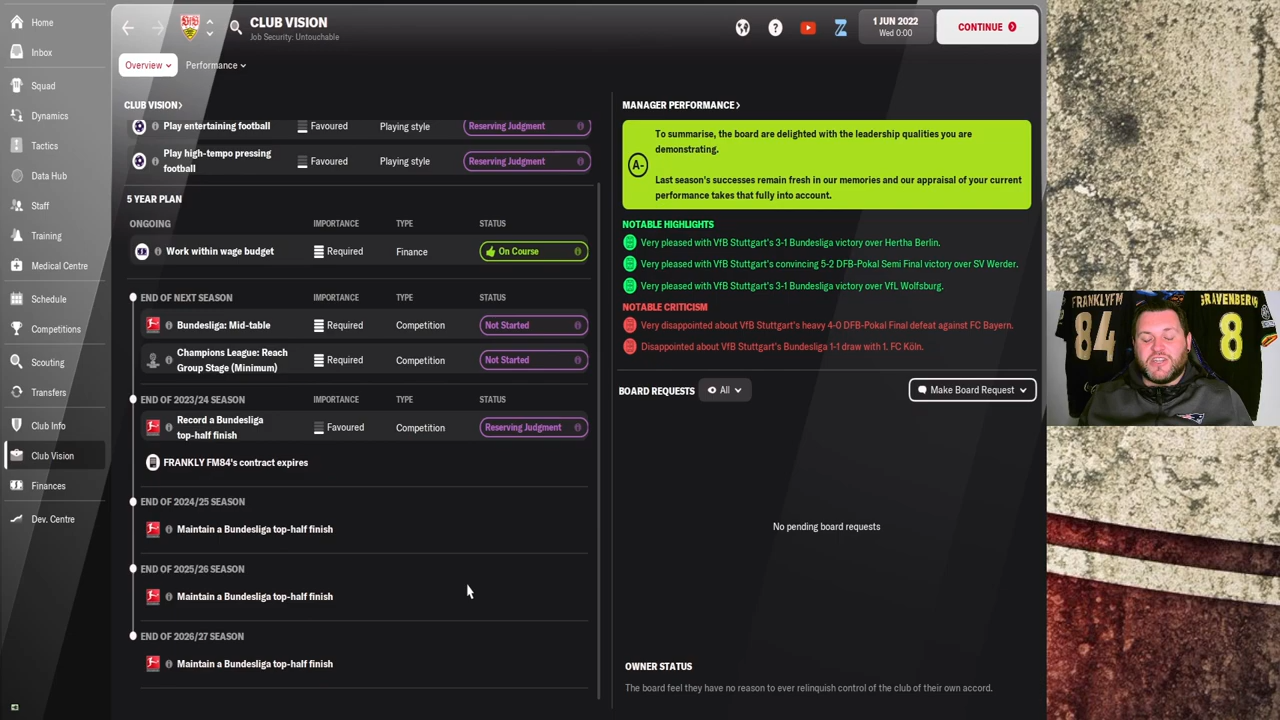 Home
Inbox
Squad
Dynamics
Tactics
Data Hub
Staff
Training
Medical Centre
Schedule
Competitions
Scouting
Transfers
Club Info
Club Vision
Finances
Dev. Centre
CLUB VISION
Job Security: Untouchable
1 JUN 2022
Wed 0:00
CONTINUE
Overview
Performance
CLUB VISION
Play entertaining football Favoured Playing style Reserving Judgment
Play high-tempo pressing
football Favoured Playing style Reserving Judgment
5 YEAR PLAN
ONGOING IMPORTANCE TYPE STATUS
Work within wage budget Required Finance On Course
END OF NEXT SEASON IMPORTANCE TYPE STATUS
Bundesliga: Mid-table Required Competition Not Started
Champions League: Reach
Group Stage (Minimum) Required Competition Not Started
END OF 2023/24 SEASON IMPORTANCE TYPE STATUS
Record a Bundesliga
top-half finish Favoured Competition Reserving Judgment
FRANKLY FM84's contract expires
END OF 2024/25 SEASON
Maintain a Bundesliga top-half finish
END OF 2025/26 SEASON
Maintain a Bundesliga top-half finish
END OF 2026/27 SEASON
Maintain a Bundesliga top-half finish
MANAGER PERFORMANCE
A-
To summarise, the board are delighted with the leadership qualities you are
demonstrating.
Last season's successes remain fresh in our memories and our appraisal of your current
performance takes that fully into account.
NOTABLE HIGHLIGHTS
Very pleased with VfB Stuttgart's 3-1 Bundesliga victory over Hertha Berlin.
Very pleased with VfB Stuttgart's convincing 5-2 DFB-Pokal Semi Final victory over SV Werder.
Very pleased with VfB Stuttgart's 3-1 Bundesliga victory over VfL Wolfsburg.
NOTABLE CRITICISM
Very disappointed about VfB Stuttgart's heavy 4-0 DFB-Pokal Final defeat against FC Bayern.
Disappointed about VfB Stuttgart's Bundesliga 1-1 draw with 1. FC Köln.
BOARD REQUESTS All Make Board Request
No pending board requests
OWNER STATUS
The board feel they have no reason to ever relinquish control of the club of their own accord.
FRANKLYFM
84
GRAVENBERCH
8